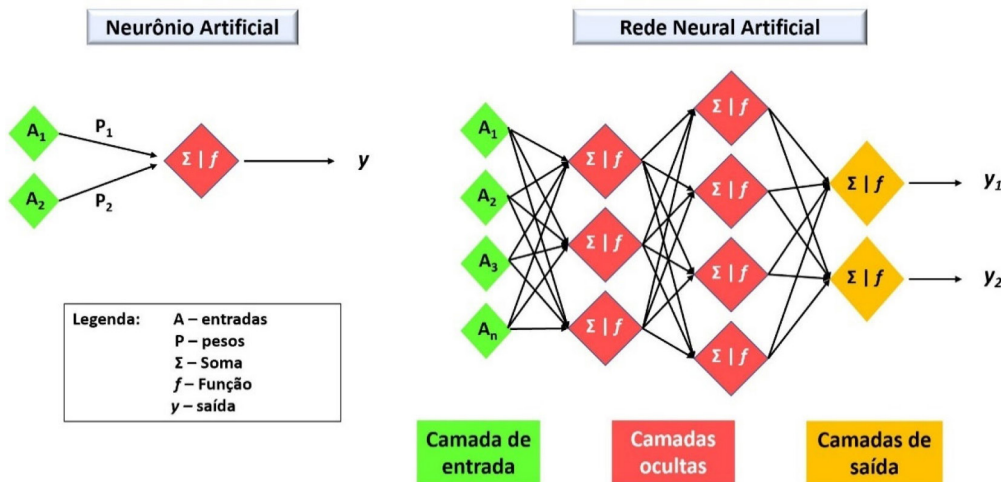 Neurônio Artificial
A₁
P₁
A₂
P₂
Σ | f
y
Legenda: A – entradas
P – pesos
Σ – Soma
f – Função
y – saída
Rede Neural Artificial
A₁
A₂
A₃
Aₙ
Σ | f
Σ | f
Σ | f
Σ | f
Σ | f
Σ | f
Σ | f
Σ | f
Σ | f
y₁
y₂
Camada de
entrada
Camadas
ocultas
Camadas de
saída